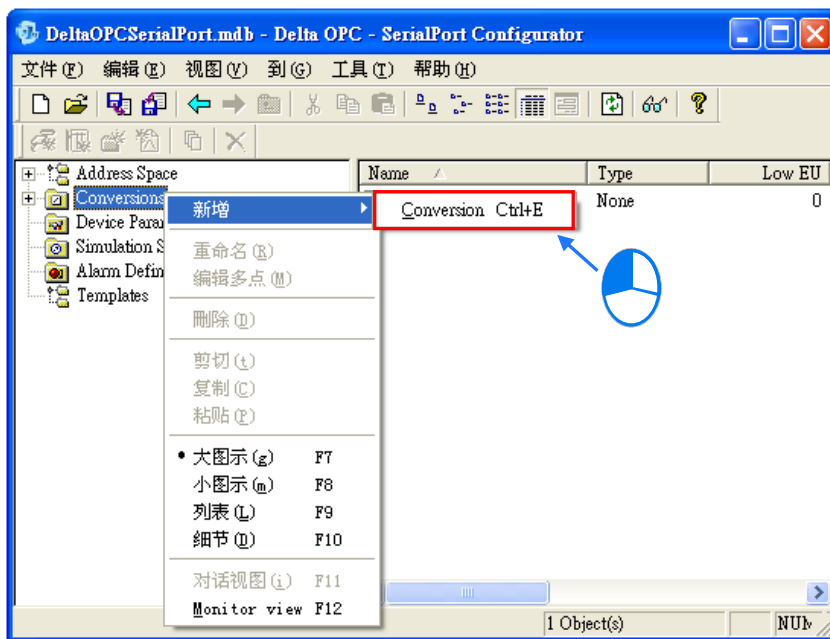 DeltaOPCSerialPort.mdb - Delta OPC - SerialPort Configurator
文件(F) 编辑(E) 视图(V) 到(G) 工具(T) 帮助(H)
Address Space
Name Type Low EU
Conversions
None 0
Device Para
Simulation S
Alarm Defin
Templates
新增
Conversion Ctrl+E
重命名(R)
编辑多点(M)
刪除(D)
剪切(t)
复制(C)
粘贴(P)
大图示(g) F7
小图示(m) F8
列表(L) F9
细节(D) F10
对话视图(i) F11
Monitor view F12
1 Object(s) NUM